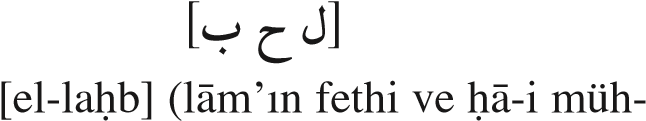 [ل ح ب]
[el-laḥb] (lām’ın fethi ve ḥā-i müh-